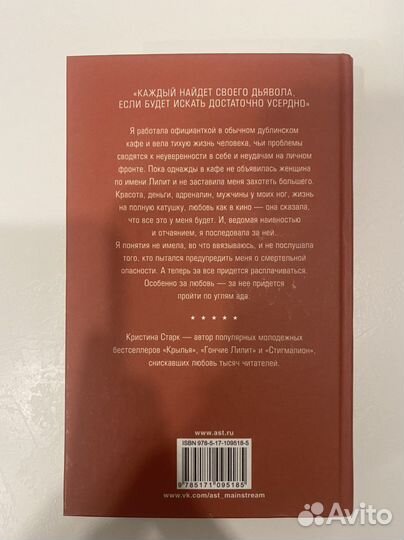 «КАЖДЫЙ НАЙДЕТ СВОЕГО ДЬЯВОЛА,
ЕСЛИ БУДЕТ ИСКАТЬ ДОСТАТОЧНО УСЕРДНО»
Я работала официанткой в обычном дублинском
кафе и вела тихую жизнь человека, чьи проблемы
сводятся к неуверенности в себе и неудачам на личном
фронте. Пока однажды в кафе не объявилась женщина
по имени Лилит и не заставила меня захотеть большего.
Красота, деньги, адреналин, мужчины у моих ног, жизнь
на полную катушку, любовь как в кино — она сказала,
что все это у меня будет. И, ведомая наивностью
и отчаянием, я последовала за ней...
Я понятия не имела, во что ввязываюсь, и не послушала
того, кто пытался предупредить меня о смертельной
опасности. А теперь за все придется расплачиваться.
Особенно за любовь — за нее придется
пройти по углям ада.
★ ★ ★ ★ ★
Кристина Старк — автор популярных молодежных
бестселлеров «Крылья», «Гончие Лилит» и «Стигмалион»,
снискавших любовь тысяч читателей.
www.ast.ru
ISBN 978-5-17-109518-5
9 785171 095185
www.vk.com/ast_mainstream
Avito